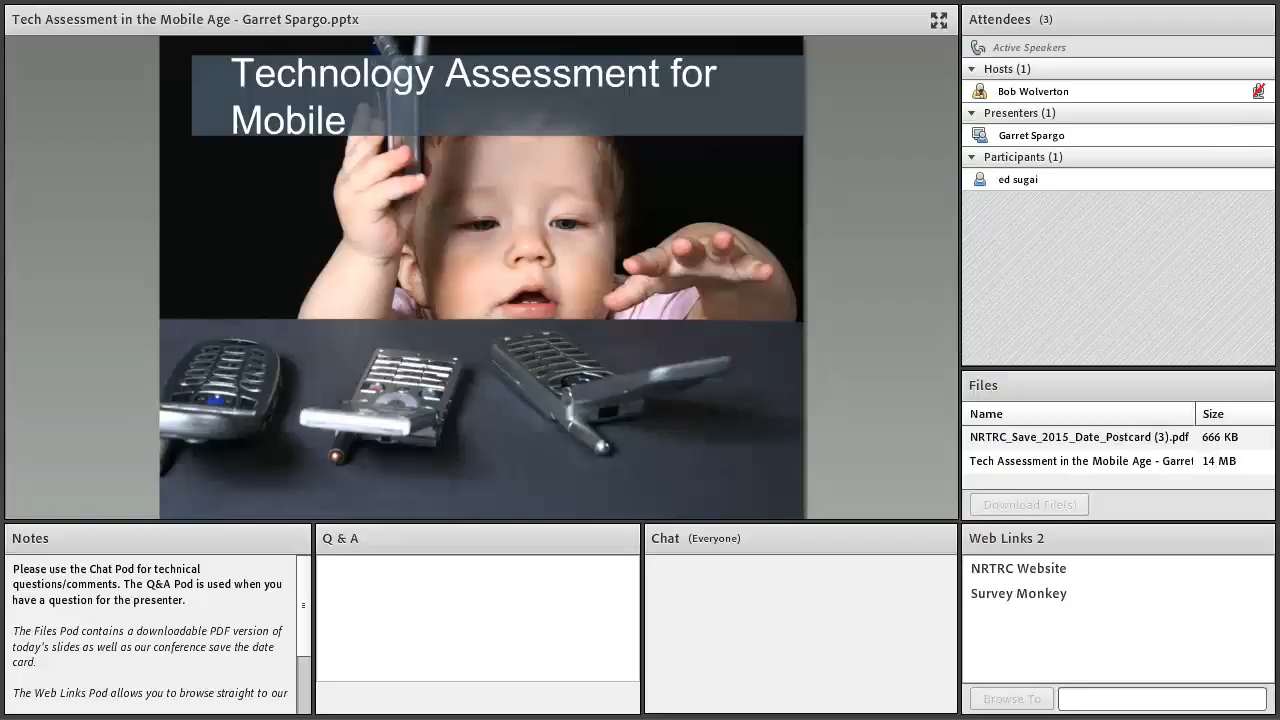 Tech Assessment in the Mobile Age - Garret Spargo.pptx
Technology Assessment for
Mobile
Attendees (3)
Active Speakers
Hosts (1)
Bob Wolverton
Presenters (1)
Garret Spargo
Participants (1)
ed sugai
Files
Name Size
NRTRC_Save_2015_Date_Postcard (3).pdf 666 KB
Tech Assessment in the Mobile Age - Garret 14 MB
Download File(s)
Notes
Please use the Chat Pod for technical
questions/comments. The Q&A Pod is used when you
have a question for the presenter.
The Files Pod contains a downloadable PDF version of
today's slides as well as our conference save the date
card.
The Web Links Pod allows you to browse straight to our
Q & A
Chat (Everyone)
Web Links 2
NRTRC Website
Survey Monkey
Browse To